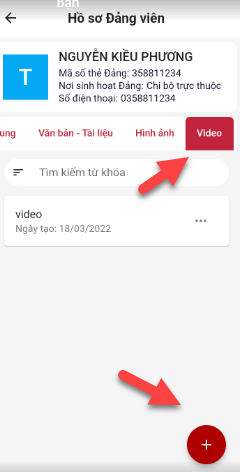 Bạn
Hồ sơ Đảng viên
T
NGUYỄN KIỀU PHƯƠNG
Mã số thẻ Đảng: 358811234
Nơi sinh hoạt Đảng: Chi bộ trực thuộc
Số điện thoại: 0358811234
ung Văn bản - Tài liệu Hình ảnh Video
Tìm kiếm từ khóa
video
Ngày tạo: 18/03/2022